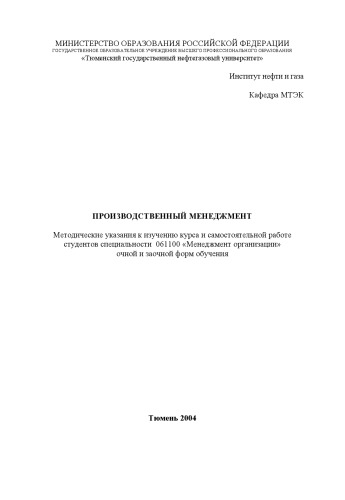 МИНИСТЕРСТВО ОБРАЗОВАНИЯ РОССИЙСКОЙ ФЕДЕРАЦИИ
ГОСУДАРСТВЕННОЕ ОБРАЗОВАТЕЛЬНОЕ УЧРЕЖДЕНИЕ ВЫСШЕГО ПРОФЕССИОНАЛЬНОГО ОБРАЗОВАНИЯ
«Тюменский государственный нефтегазовый университет»
Институт нефти и газа
Кафедра МТЭК
ПРОИЗВОДСТВЕННЫЙ МЕНЕДЖМЕНТ
Методические указания к изучению курса и самостоятельной работе
студентов специальности 061100 «Менеджмент организации»
очной и заочной форм обучения
Тюмень 2004